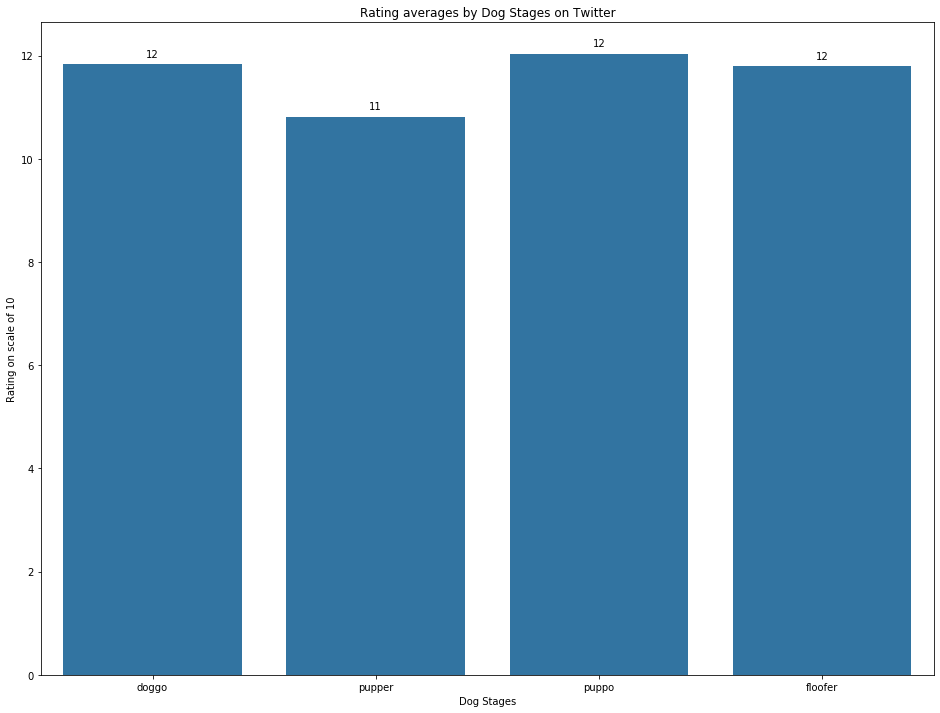 Rating averages by Dog Stages on Twitter
12
11
12
12
12
10
8
6
4
2
0
Rating on scale of 10
doggo
pupper
puppo
floofer
Dog Stages